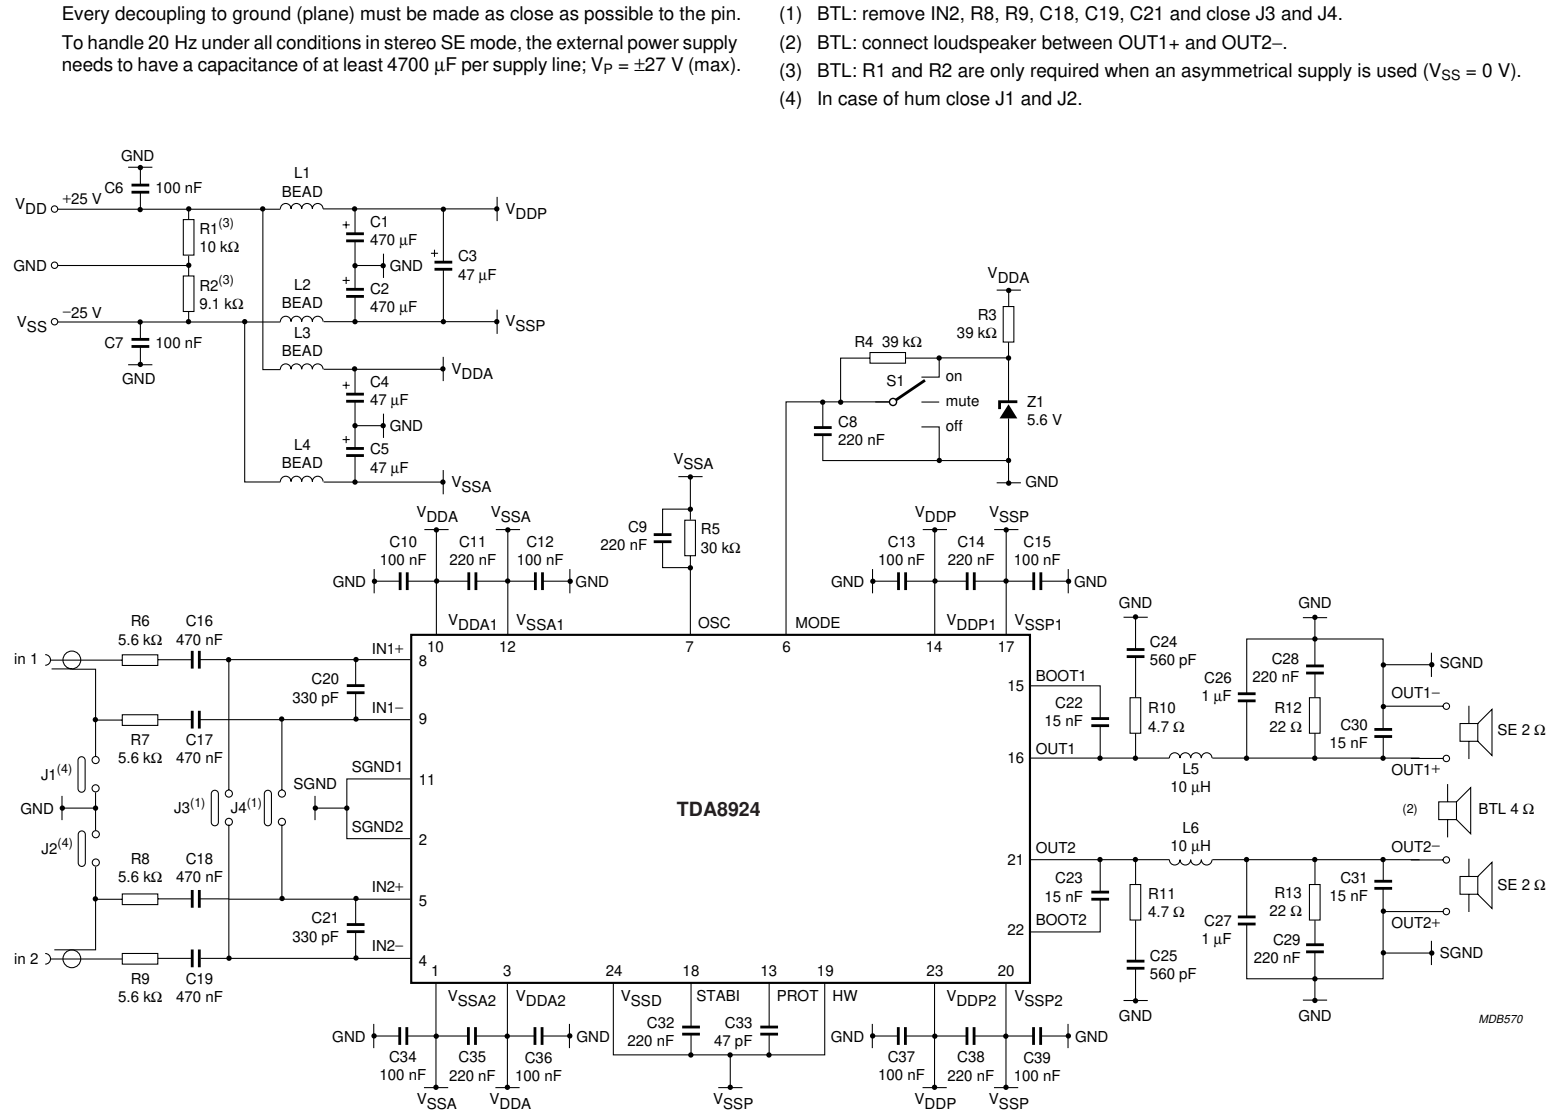 Every decoupling to ground (plane) must be made as close as possible to the pin.
To handle 20 Hz under all conditions in stereo SE mode, the external power supply
needs to have a capacitance of at least 4700 μF per supply line; VP = ±27 V (max).
(1) BTL: remove IN2, R8, R9, C18, C19, C21 and close J3 and J4.
(2) BTL: connect loudspeaker between OUT1+ and OUT2−.
(3) BTL: R1 and R2 are only required when an asymmetrical supply is used (VSS = 0 V).
(4) In case of hum close J1 and J2.
GND
C6 100 nF
VDD +25 V
L1
BEAD
VDDP
R1(3)
10 kΩ
C1
470 μF
+
GND
GND
C3
47 μF
+
R2(3)
9.1 kΩ
L2
BEAD
C2
470 μF
+
VSS −25 V
VSSP
C7 100 nF
GND
L3
BEAD
VDDA
C4
47 μF
+
GND
L4
BEAD
C5
47 μF
+
VSSA
VDDA
R3
39 kΩ
R4 39 kΩ
S1
on
mute
off
Z1
5.6 V
C8
220 nF
GND
VSSA
C9
220 nF
R5
30 kΩ
VDDA
VSSA
C10
100 nF
C11
220 nF
C12
100 nF
GND
GND
VDDP
VSSP
C13
100 nF
C14
220 nF
C15
100 nF
GND
GND
VDDA1
VSSA1
OSC
MODE
VDDP1
VSSP1
10
12
7
6
14
17
in 1
R6
5.6 kΩ
C16
470 nF
IN1+
8
C20
330 pF
IN1−
9
R7
5.6 kΩ
C17
470 nF
J1(4)
GND
J2(4)
J3(1)
J4(1)
SGND
SGND1
11
SGND2
2
R8
5.6 kΩ
C18
470 nF
IN2+
5
C21
330 pF
IN2−
4
in 2
R9
5.6 kΩ
C19
470 nF
TDA8924
15
BOOT1
C22
15 nF
16
OUT1
GND
C24
560 pF
R10
4.7 Ω
L5
10 μH
C26
1 μF
GND
C28
220 nF
R12
22 Ω
C30
15 nF
SGND
OUT1−
OUT1+
SE 2 Ω
(2)
BTL 4 Ω
21
OUT2
C23
15 nF
22
BOOT2
R11
4.7 Ω
C25
560 pF
GND
L6
10 μH
C27
1 μF
R13
22 Ω
C29
220 nF
GND
C31
15 nF
OUT2−
OUT2+
SE 2 Ω
SGND
1
3
24
18
13
19
23
20
VSSA2
VDDA2
VSSD
STABI
PROT
HW
VDDP2
VSSP2
GND
C34
100 nF
C35
220 nF
C36
100 nF
GND
VSSA
VDDA
C32
220 nF
C33
47 pF
VSSP
GND
C37
100 nF
C38
220 nF
C39
100 nF
GND
VDDP
VSSP
MDB570